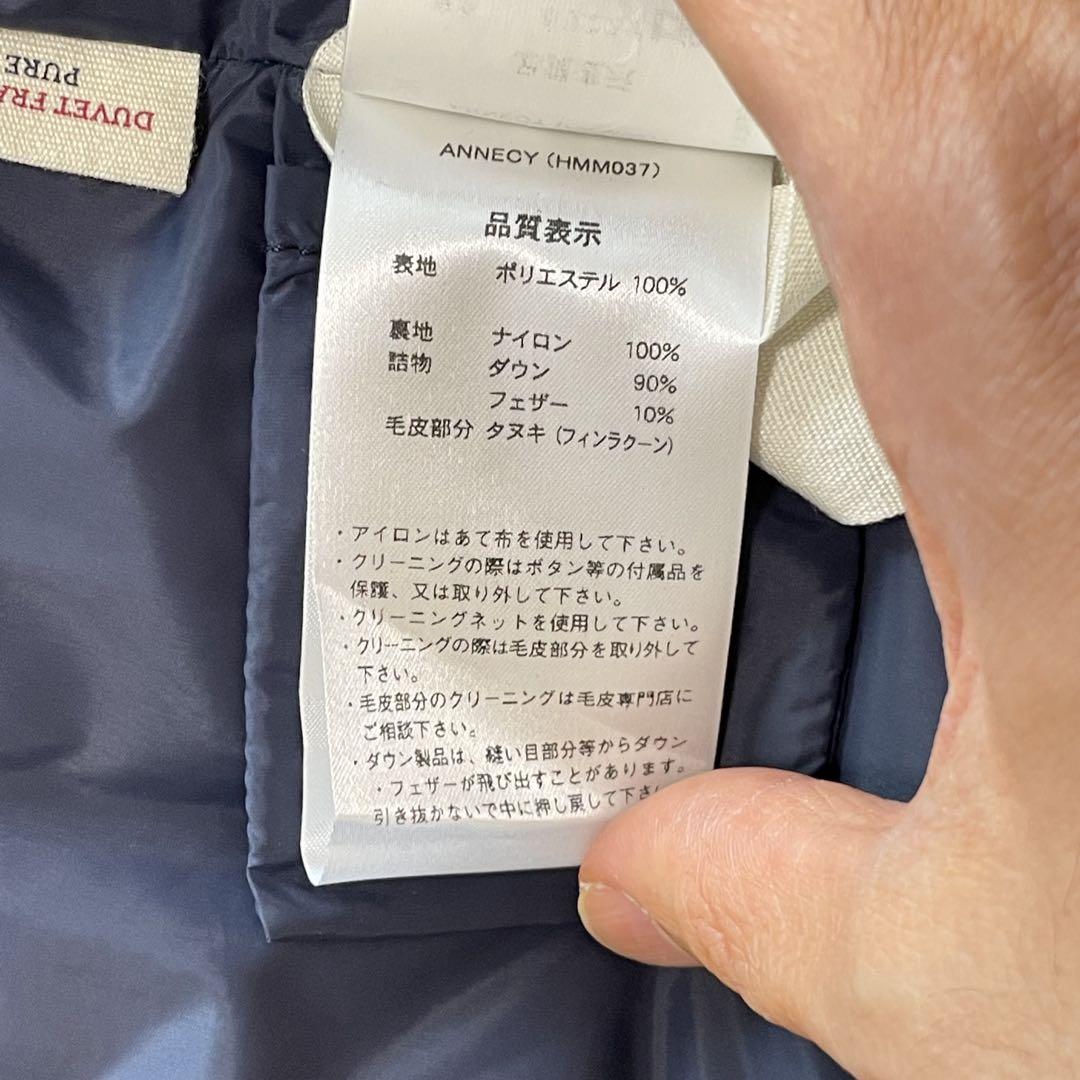 DUVET FRA
PURE
ANNECY (HMM037)
品質表示
表地 ポリエステル 100%
裏地 ナイロン 100%
詰物 ダウン 90%
フェザー 10%
毛皮部分 タヌキ (フィンラクーン)
・アイロンはあて布を使用して下さい。
・クリーニングの際はボタン等の付属品を
保護、又は取り外して下さい。
・クリーニングネットを使用して下さい。
・クリーニングの際は毛皮部分を取り外して
下さい。
・毛皮部分のクリーニングは毛皮専門店に
ご相談下さい。
・ダウン製品は、縫い目部分等からダウン
・フェザーが飛び出すことがあります。
引き抜かないで中に押し戻して下さ